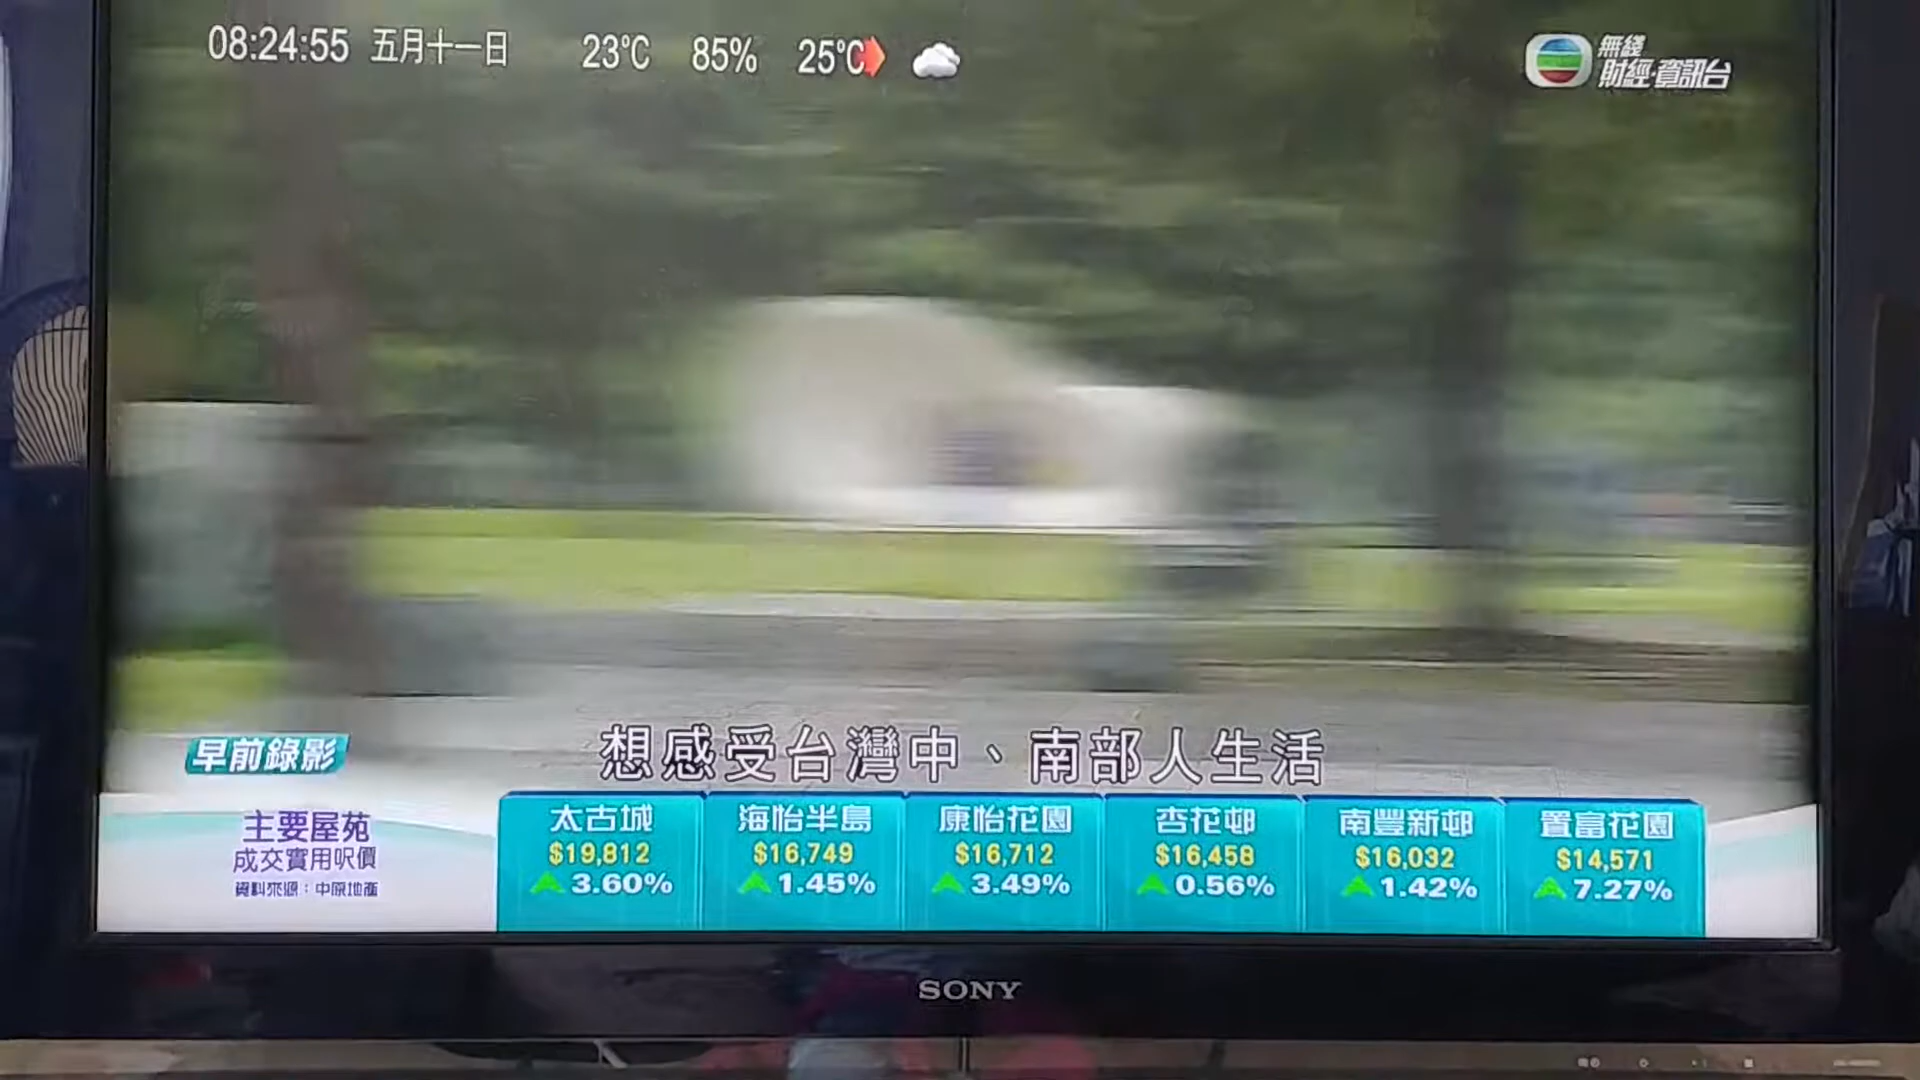 08:24:55 五月十一日 23℃ 85% 25℃
無綫
財經·資訊台
想感受台灣中、南部人生活
早前錄影
主要屋苑
成交實用呎價
資料來源：中原地產
太古城
$19,812
3.60%
海怡半島
$16,749
1.45%
康怡花園
$16,712
3.49%
杏花邨
$16,458
0.56%
南豐新邨
$16,032
1.42%
置富花園
$14,571
7.27%
SONY